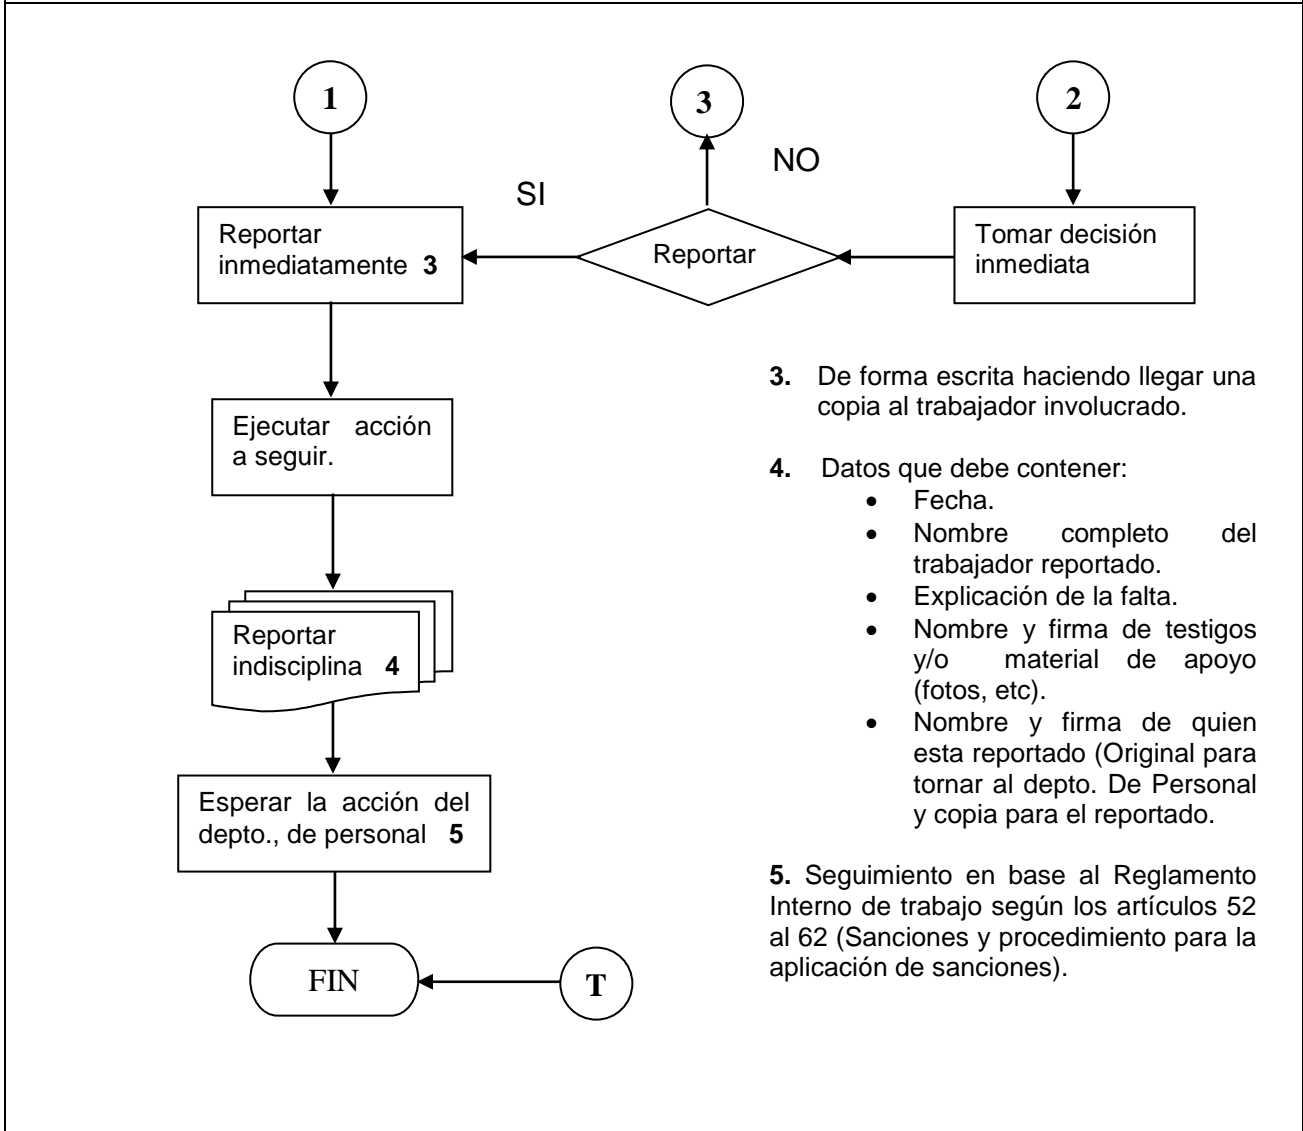 1
3
2
NO
SI
Reportar
inmediatamente 3
Reportar
Tomar decisión
inmediata
3. De forma escrita haciendo llegar una
copia al trabajador involucrado.
Ejecutar acción
a seguir.
4. Datos que debe contener:
• Fecha.
• Nombre completo del
trabajador reportado.
• Explicación de la falta.
• Nombre y firma de testigos
y/o material de apoyo
(fotos, etc).
• Nombre y firma de quien
esta reportado (Original para
tornar al depto. De Personal
y copia para el reportado.
Reportar
indisciplina 4
Esperar la acción del
depto., de personal 5
5. Seguimiento en base al Reglamento
Interno de trabajo según los artículos 52
al 62 (Sanciones y procedimiento para la
aplicación de sanciones).
FIN
T